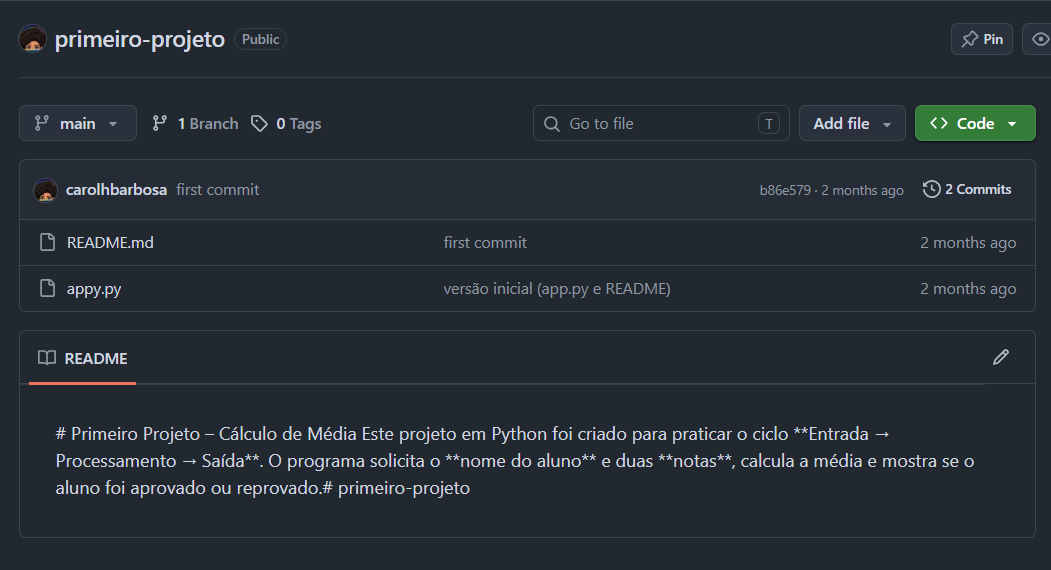 primeiro-projeto Public Pin
main 1 Branch 0 Tags Go to file T Add file Code
carolhbarbosa first commit b86e579 · 2 months ago 2 Commits
README.md first commit 2 months ago
appy.py versão inicial (app.py e README) 2 months ago
README
# Primeiro Projeto – Cálculo de Média Este projeto em Python foi criado para praticar o ciclo **Entrada →
Processamento → Saída**. O programa solicita o **nome do aluno** e duas **notas**, calcula a média e mostra se o
aluno foi aprovado ou reprovado.# primeiro-projeto